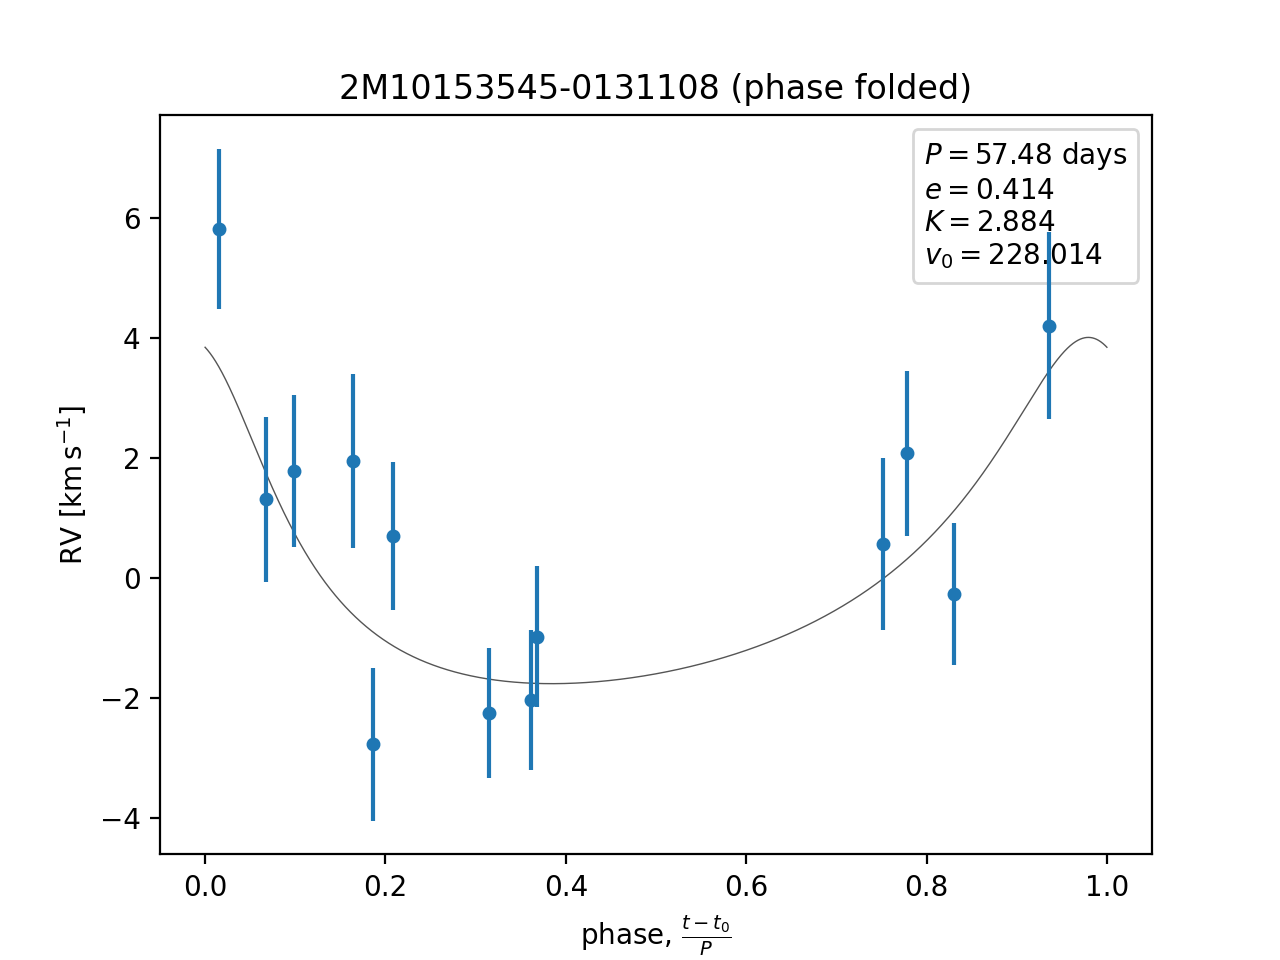 2M10153545-0131108 (phase folded)
P = 57.48 days
e = 0.414
K = 2.884
v₀ = 228.014
RV [km s⁻¹]
6
4
2
0
−2
−4
0.0 0.2 0.4 0.6 0.8 1.0
phase, (t − t₀)/P